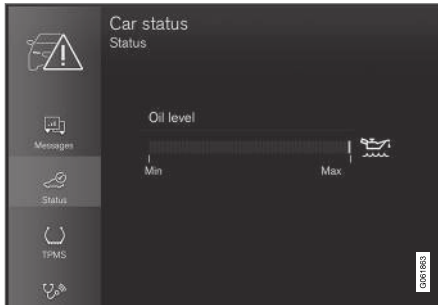 Car status
Status
Messages
Status
TPMS
Oil level
Min Max
G061863